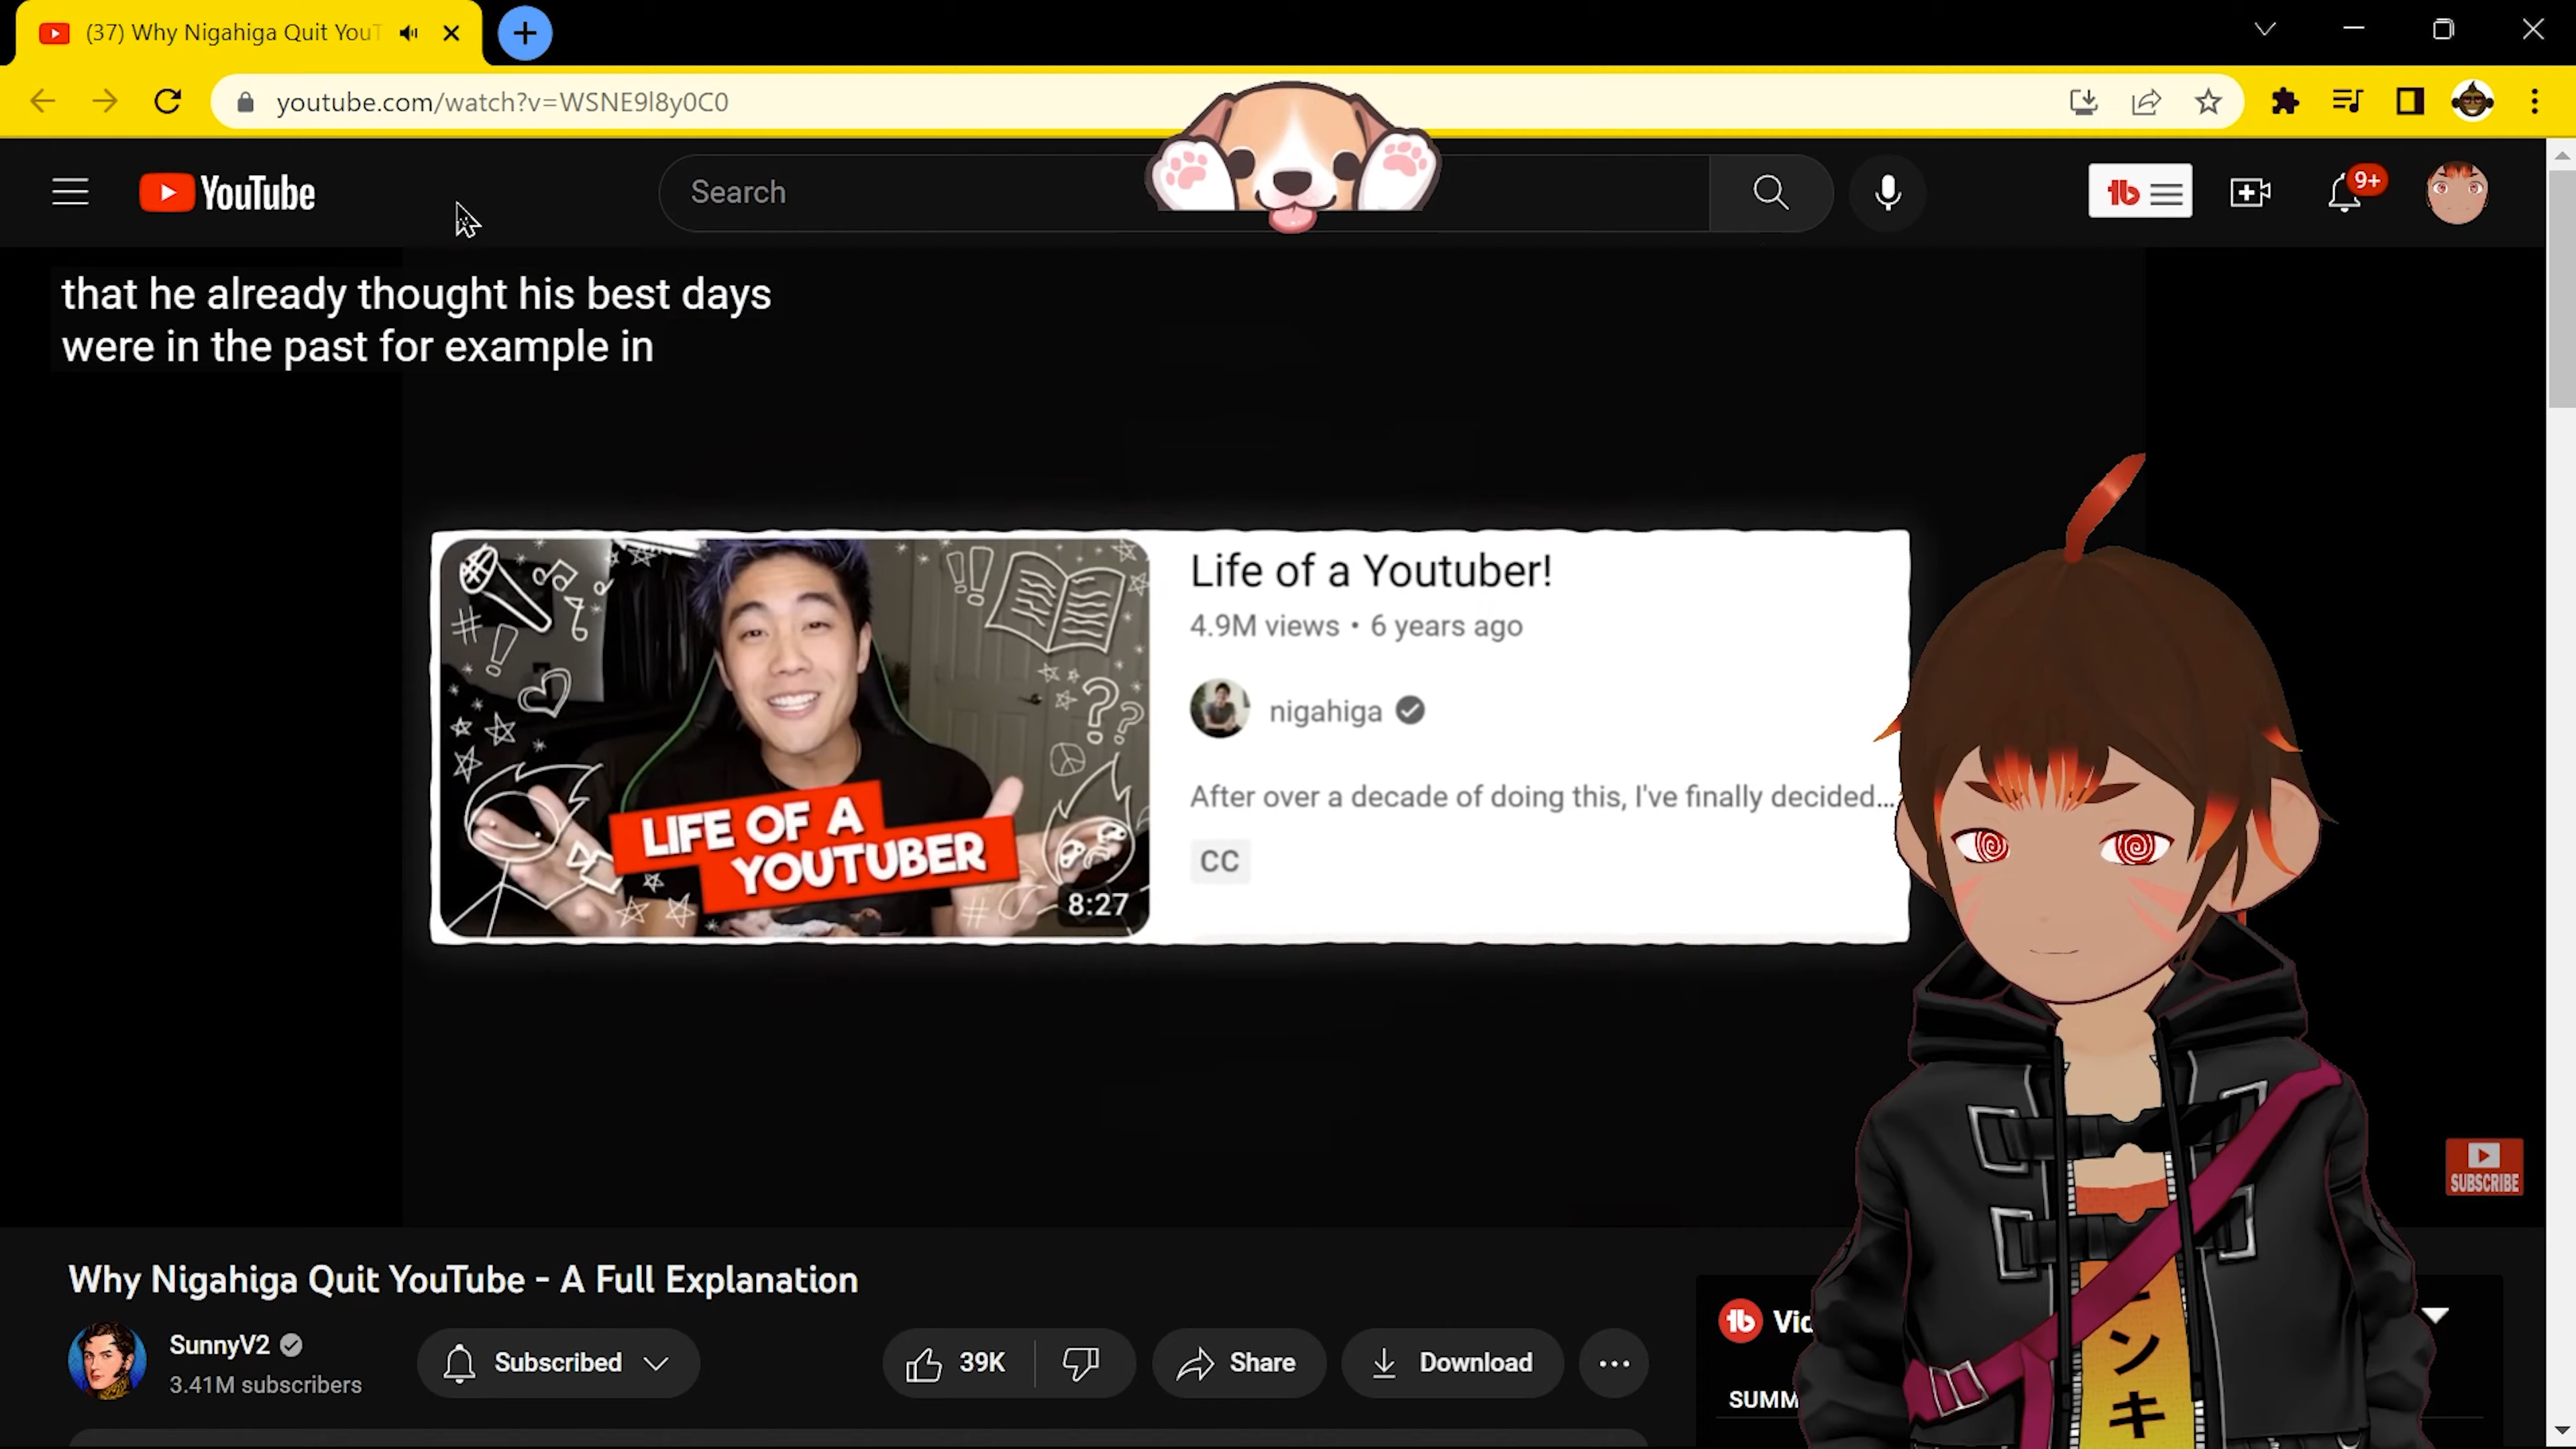 (37) Why Nigahiga Quit YouT
youtube.com/watch?v=WSNE9l8y0C0
YouTube
Search
9+
that he already thought his best days
were in the past for example in
Life of a Youtuber!
4.9M views • 6 years ago
nigahiga
After over a decade of doing this, I've finally decided...
CC
LIFE OF A
YOUTUBER
8:27
SUBSCRIBE
Why Nigahiga Quit YouTube - A Full Explanation
SunnyV2
3.41M subscribers
Subscribed
39K
Share
Download
Vid
SUMM
ンキ